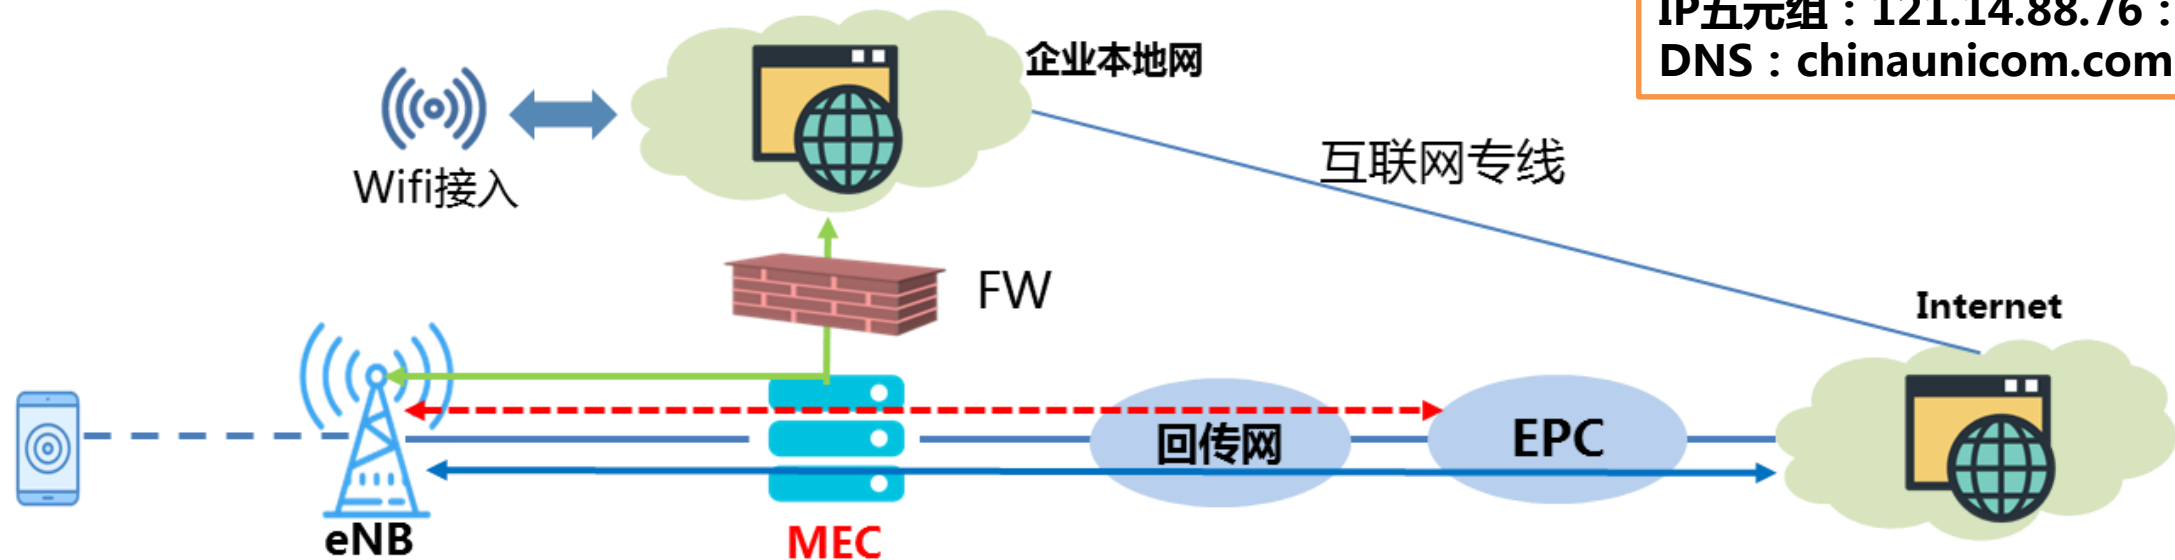 IP五元组：121.14.88.76：
DNS：chinaunicom.com
企业本地网
互联网专线
Wifi接入
FW
Internet
回传网
EPC
eNB
MEC